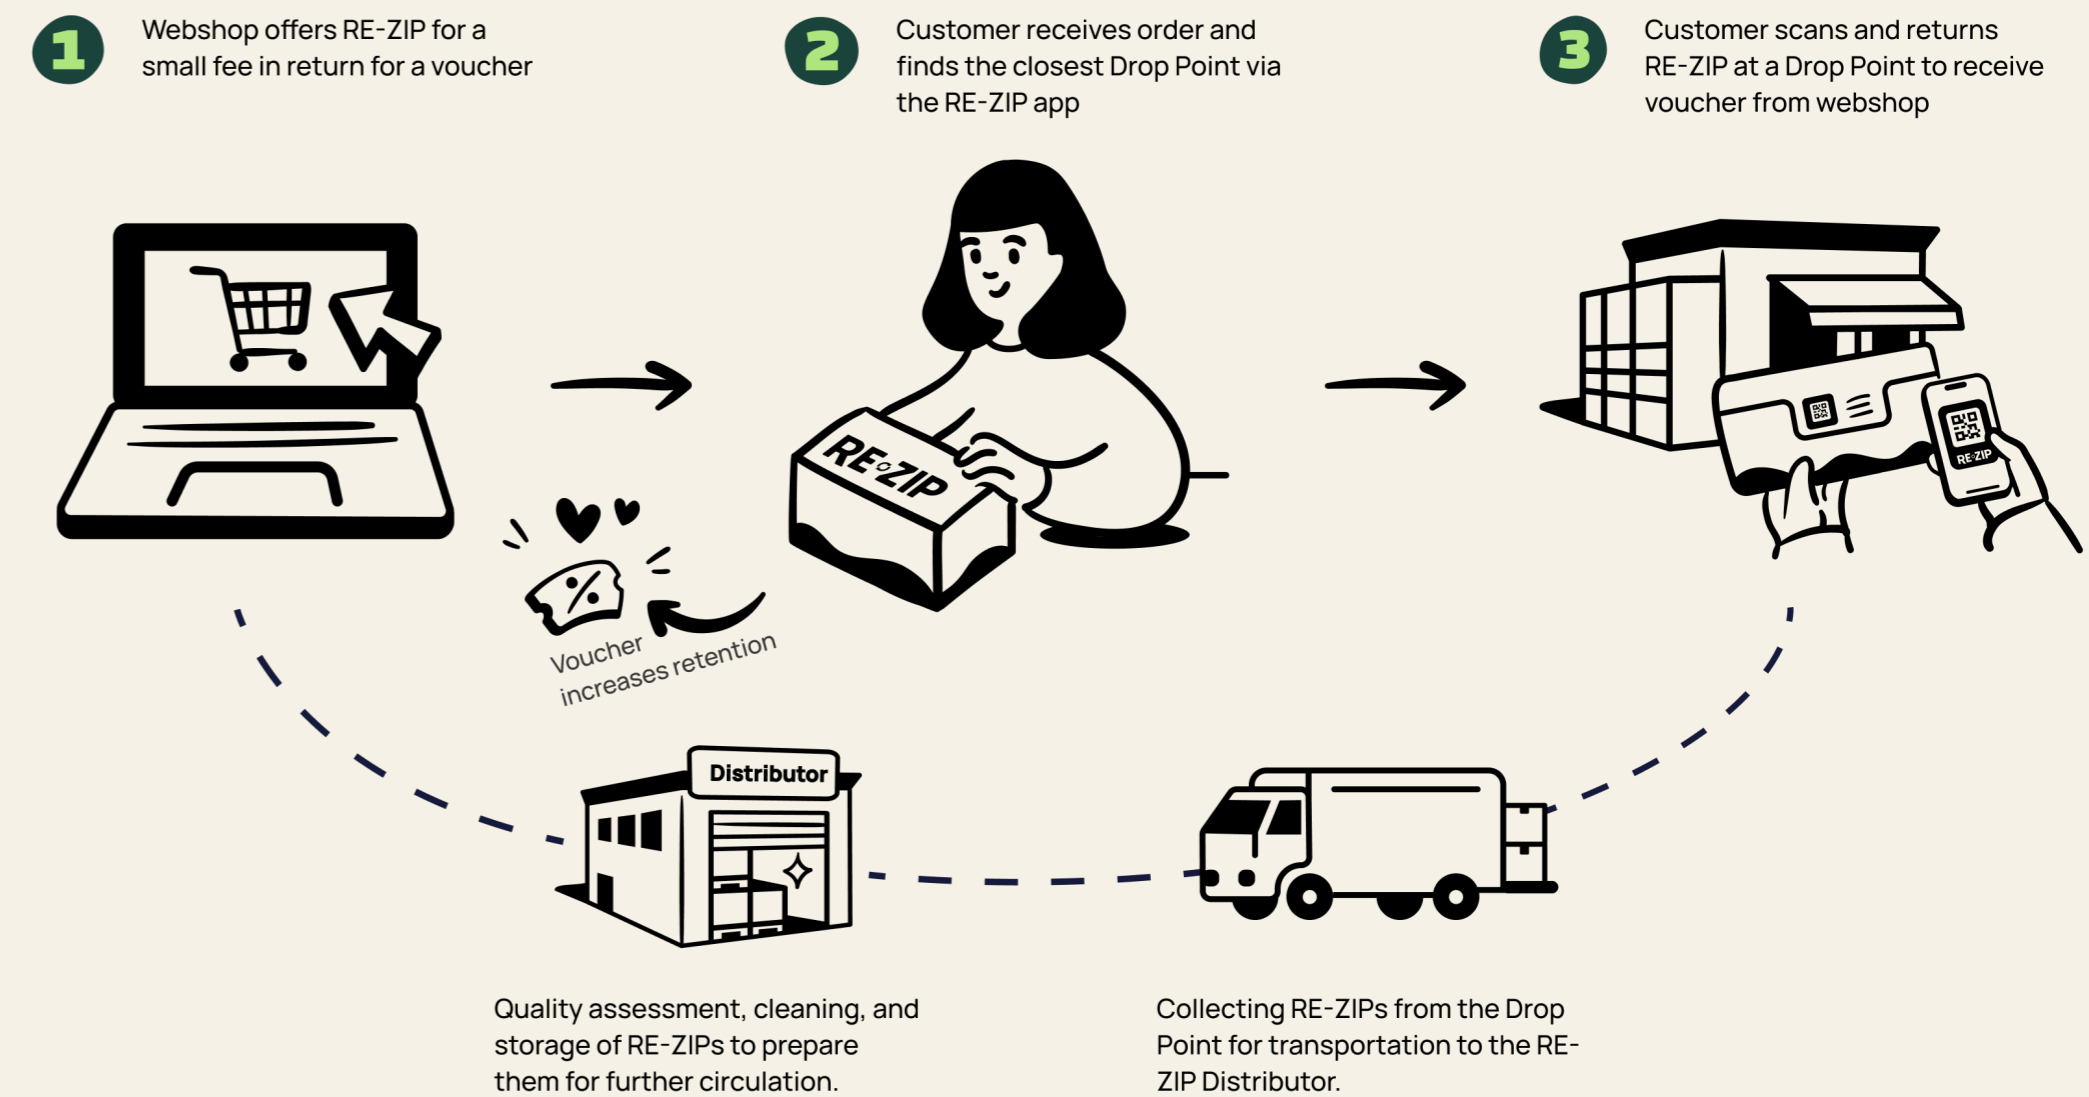 1
Webshop offers RE-ZIP for a
small fee in return for a voucher
2
Customer receives order and
finds the closest Drop Point via
the RE-ZIP app
3
Customer scans and returns
RE-ZIP at a Drop Point to receive
voucher from webshop
RE-ZIP
RE-ZIP
%
Voucher
increases retention
Distributor
Quality assessment, cleaning, and
storage of RE-ZIPs to prepare
them for further circulation.
Collecting RE-ZIPs from the Drop
Point for transportation to the RE-
ZIP Distributor.